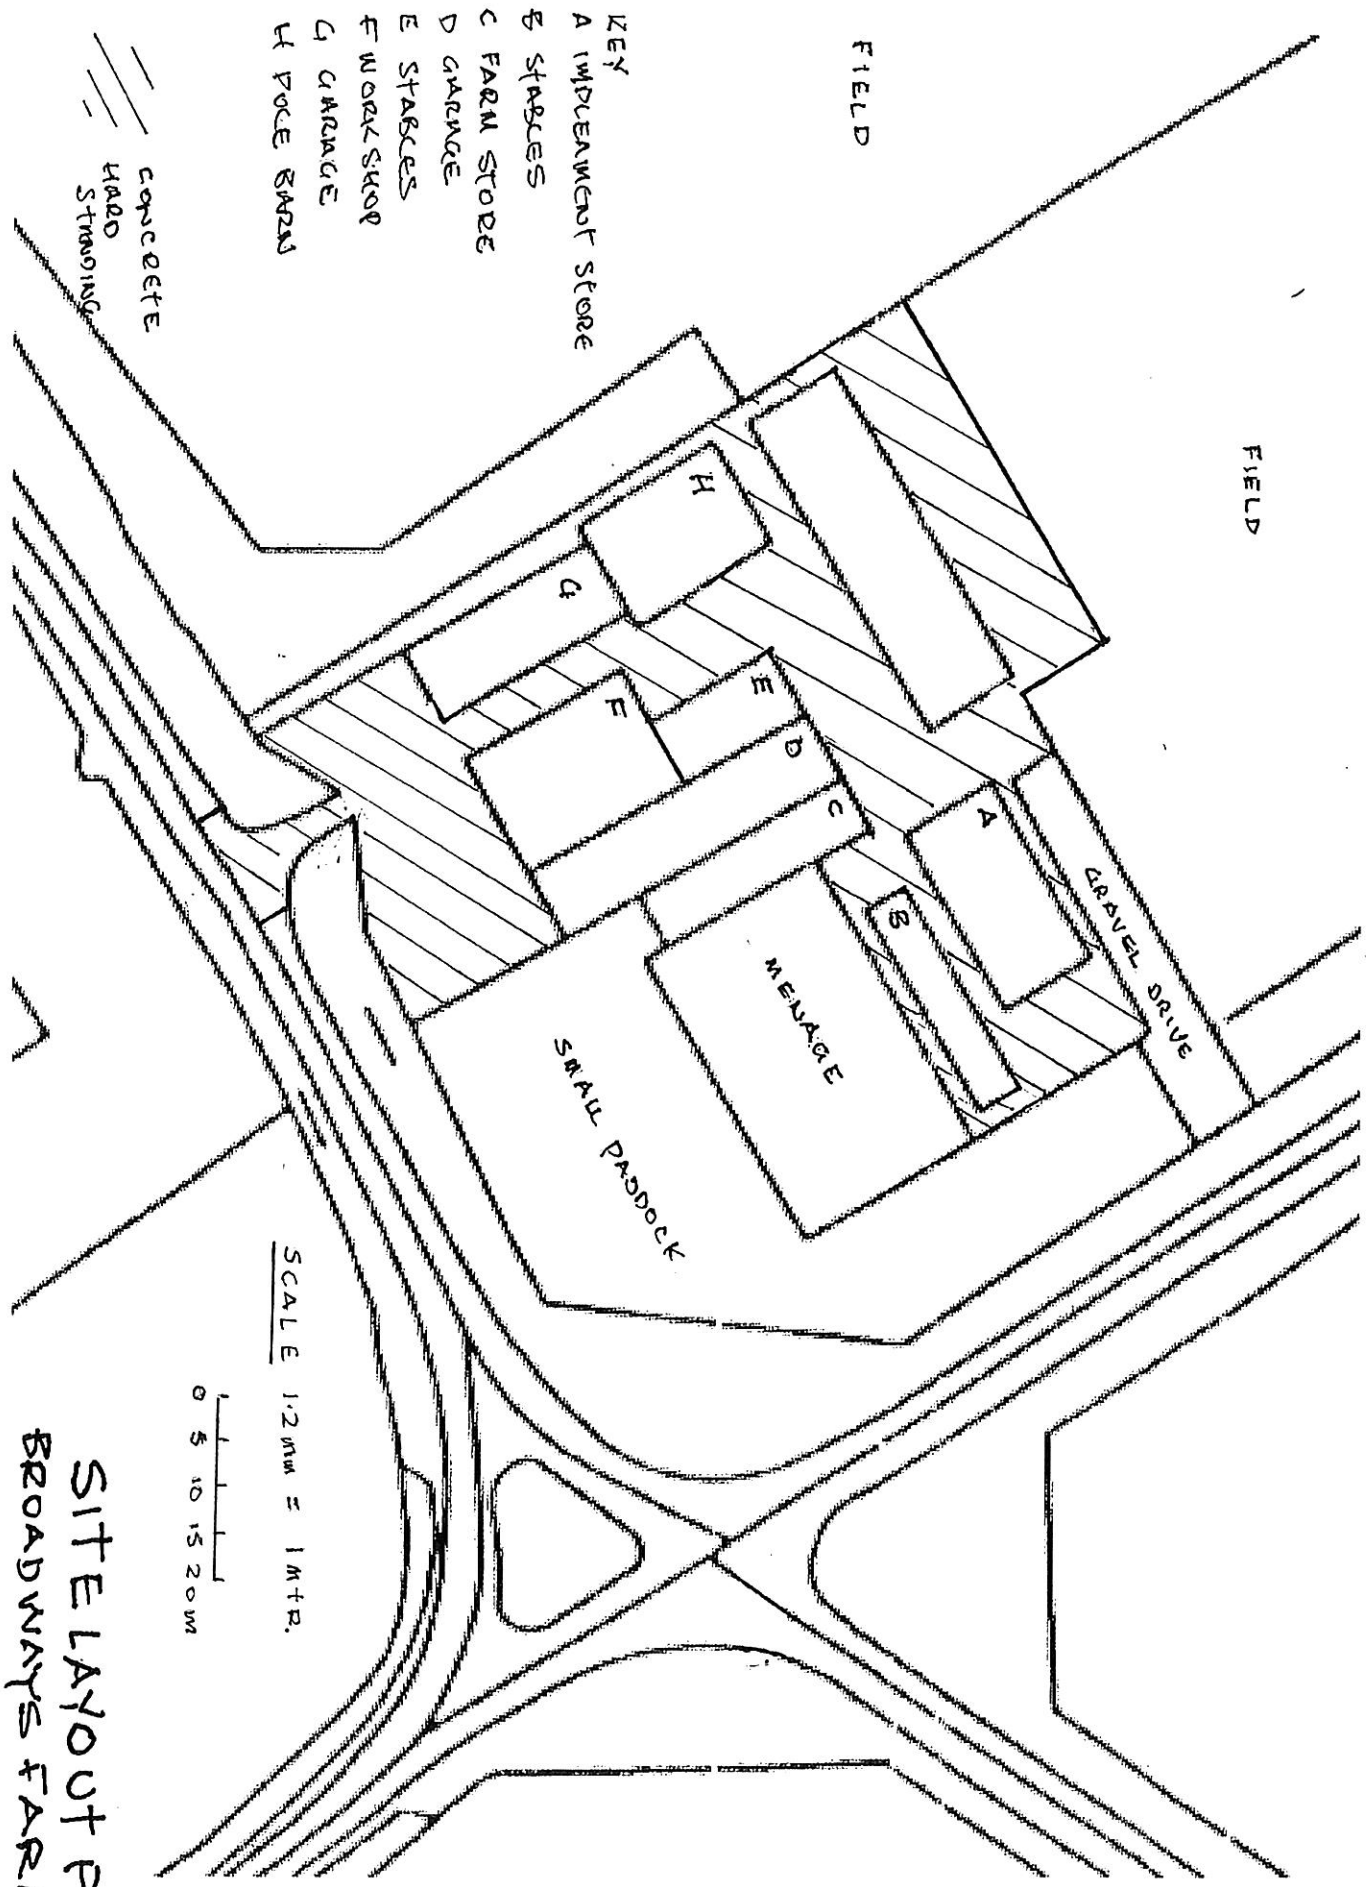 FIELD
FIELD
KEY
A IMPLEMENT STORE
B STABLES
C FARM STORE
D GARAGE
E STABLES
F WORKSHOP
G GARAGE
H POLE BARN
CONCRETE
HARD
STANDING
H
G
F
E
D
C
A
B
GRAVEL DRIVE
MENAGE
SMALL PADDOCK
SCALE 1.2mm = 1mtR.
0 5 10 15 20m
SITE LAYOUT P
BROADWAYS FAR